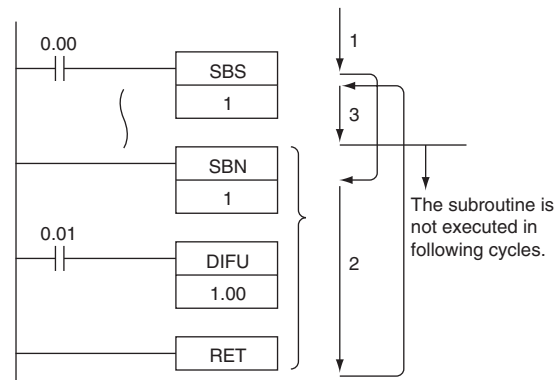 0.00
SBS
1
SBN
1
0.01
DIFU
1.00
RET
1
3
2
The subroutine is
not executed in
following cycles.